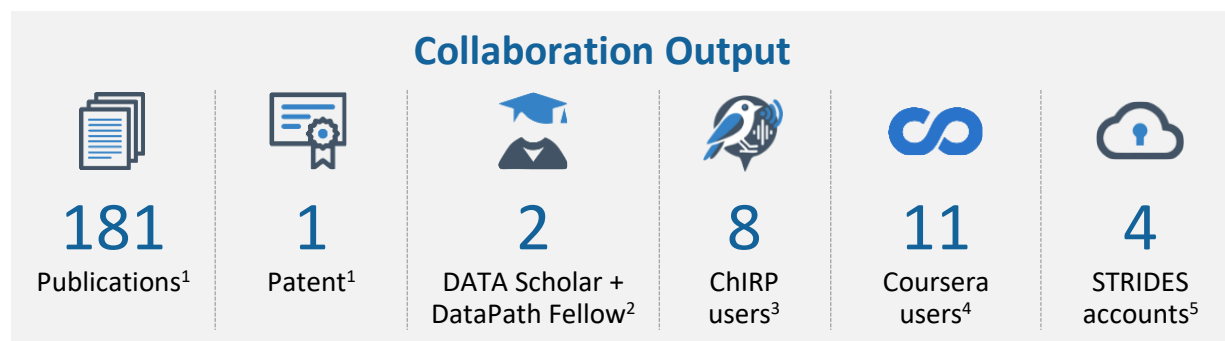 Collaboration Output
181
Publications¹
1
Patent¹
2
DATA Scholar +
DataPath Fellow²
8
ChIRP
users³
11
Coursera
users⁴
4
STRIDES
accounts⁵